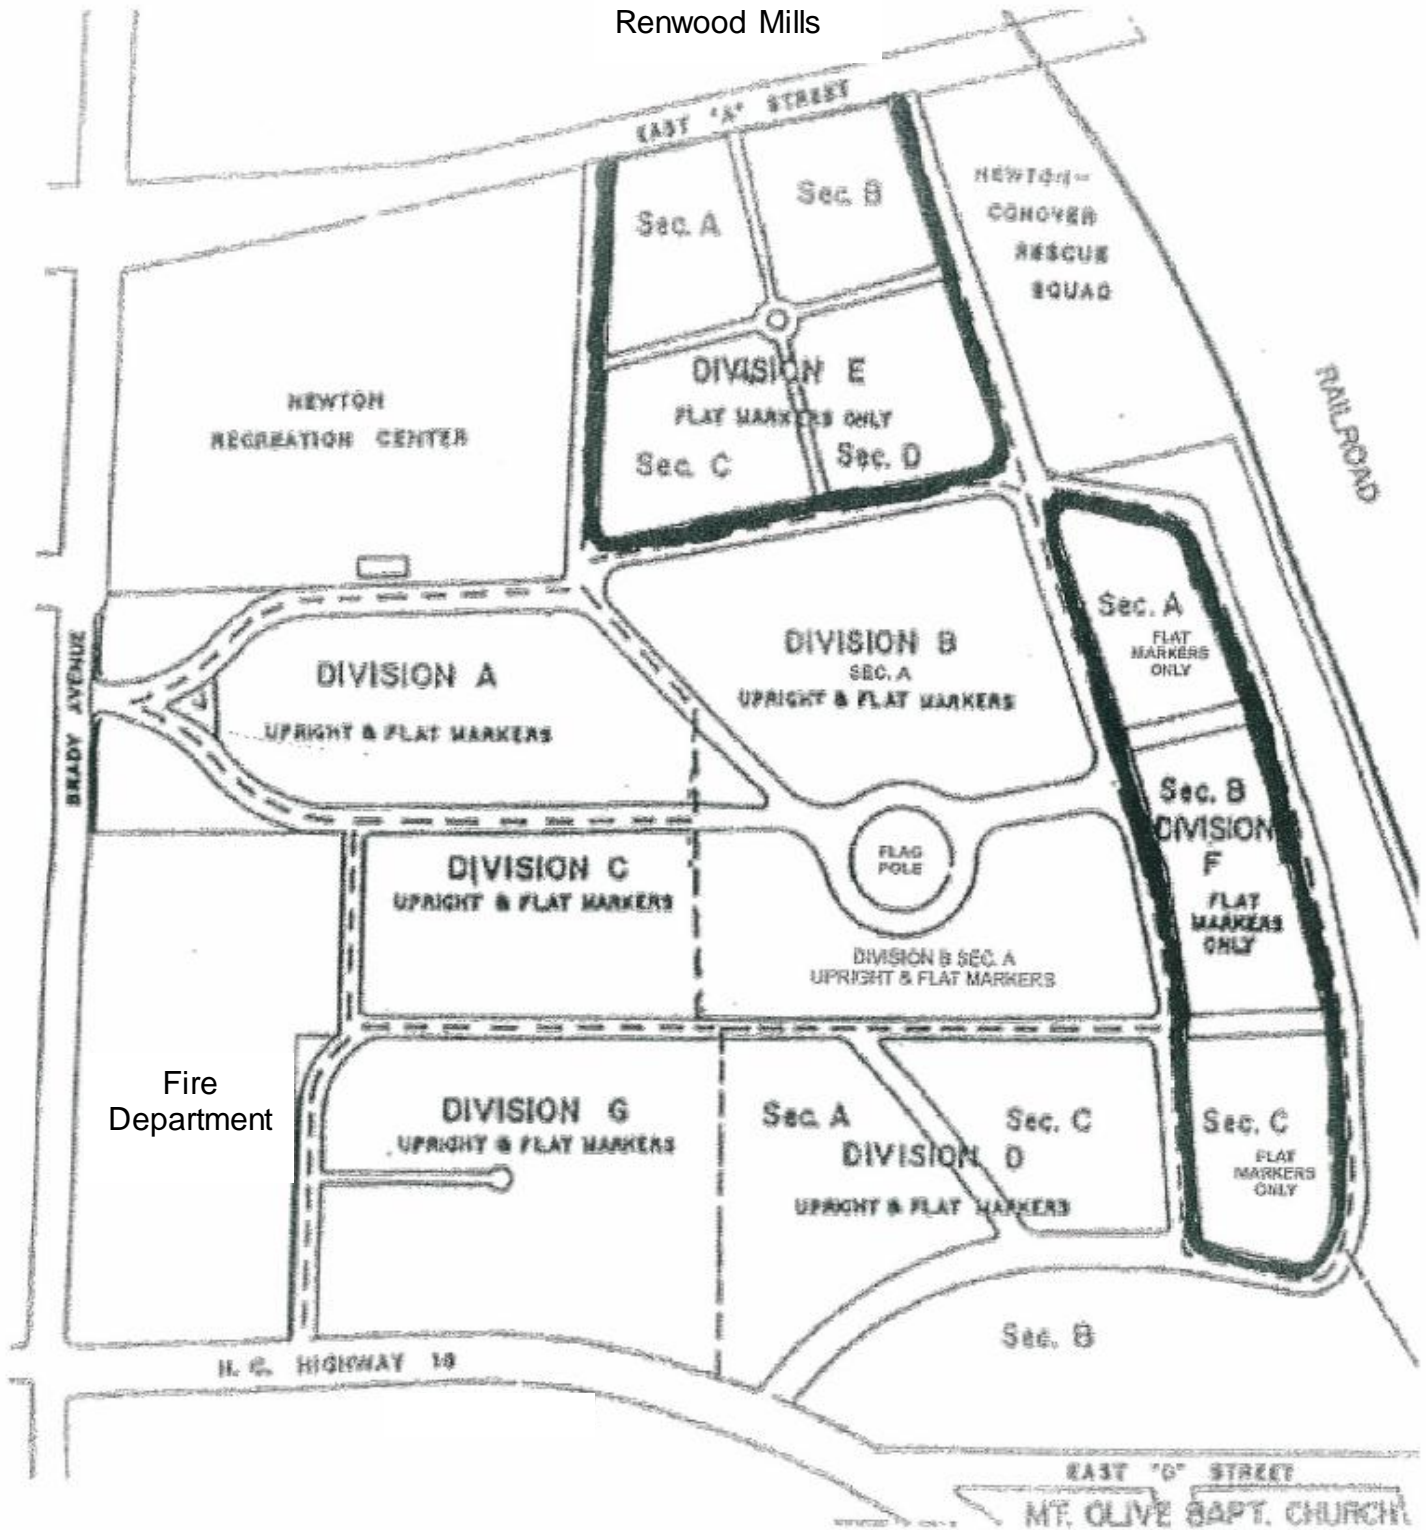 Renwood Mills
EAST "A" STREET
Sec. A
Sec. B
NEWTON-
CONOVER
RESCUE
SQUAD
RAILROAD
NEWTON
RECREATION CENTER
DIVISION E
FLAT MARKERS ONLY
Sec. C
Sec. D
BRADY AVENUE
DIVISION A
UPRIGHT & FLAT MARKERS
DIVISION B
SEC. A
UPRIGHT & FLAT MARKERS
Sec. A
FLAT
MARKERS
ONLY
Sec. B
DIVISION
F
FLAT
MARKERS
ONLY
DIVISION C
UPRIGHT & FLAT MARKERS
FLAG
POLE
DIVISION B SEC. A
UPRIGHT & FLAT MARKERS
Fire
Department
DIVISION G
UPRIGHT & FLAT MARKERS
Sec. A
Sec. C
DIVISION D
UPRIGHT & FLAT MARKERS
Sec. C
FLAT
MARKERS
ONLY
Sec. B
N. C. HIGHWAY 10
EAST "D" STREET
MT. OLIVE BAPT. CHURCH